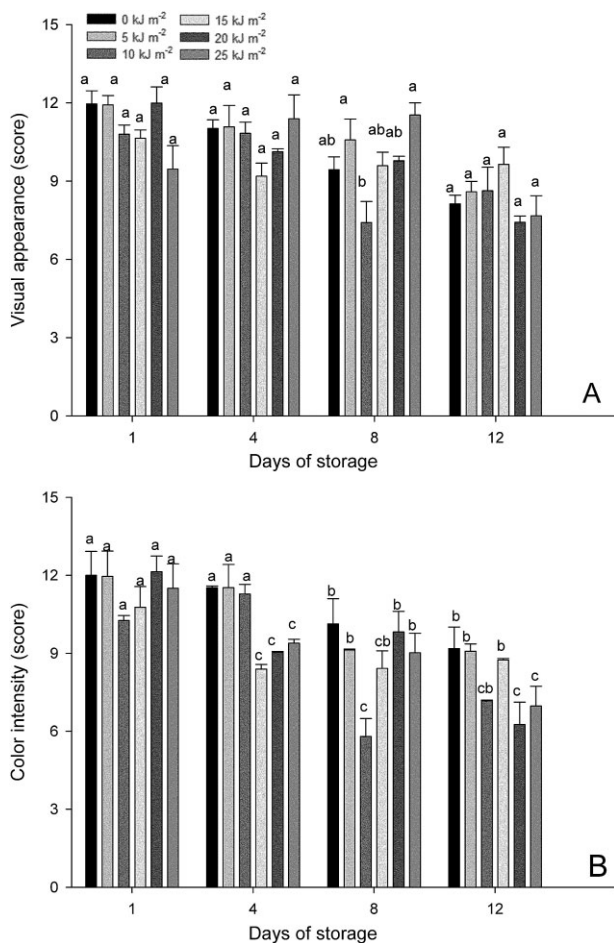 15
12
9
6
3
0
Visual appearance (score)
0 kJ m⁻² 15 kJ m⁻²
5 kJ m⁻² 20 kJ m⁻²
10 kJ m⁻² 25 kJ m⁻²
a a a a a a
a a a a a a
ab a b ab ab a
a a a a a a
1 4 8 12
Days of storage
A
15
12
9
6
3
0
Color intensity (score)
a a a a a a
a a a c c c
b b c cb b b
b b cb b c c
1 4 8 12
Days of storage
B